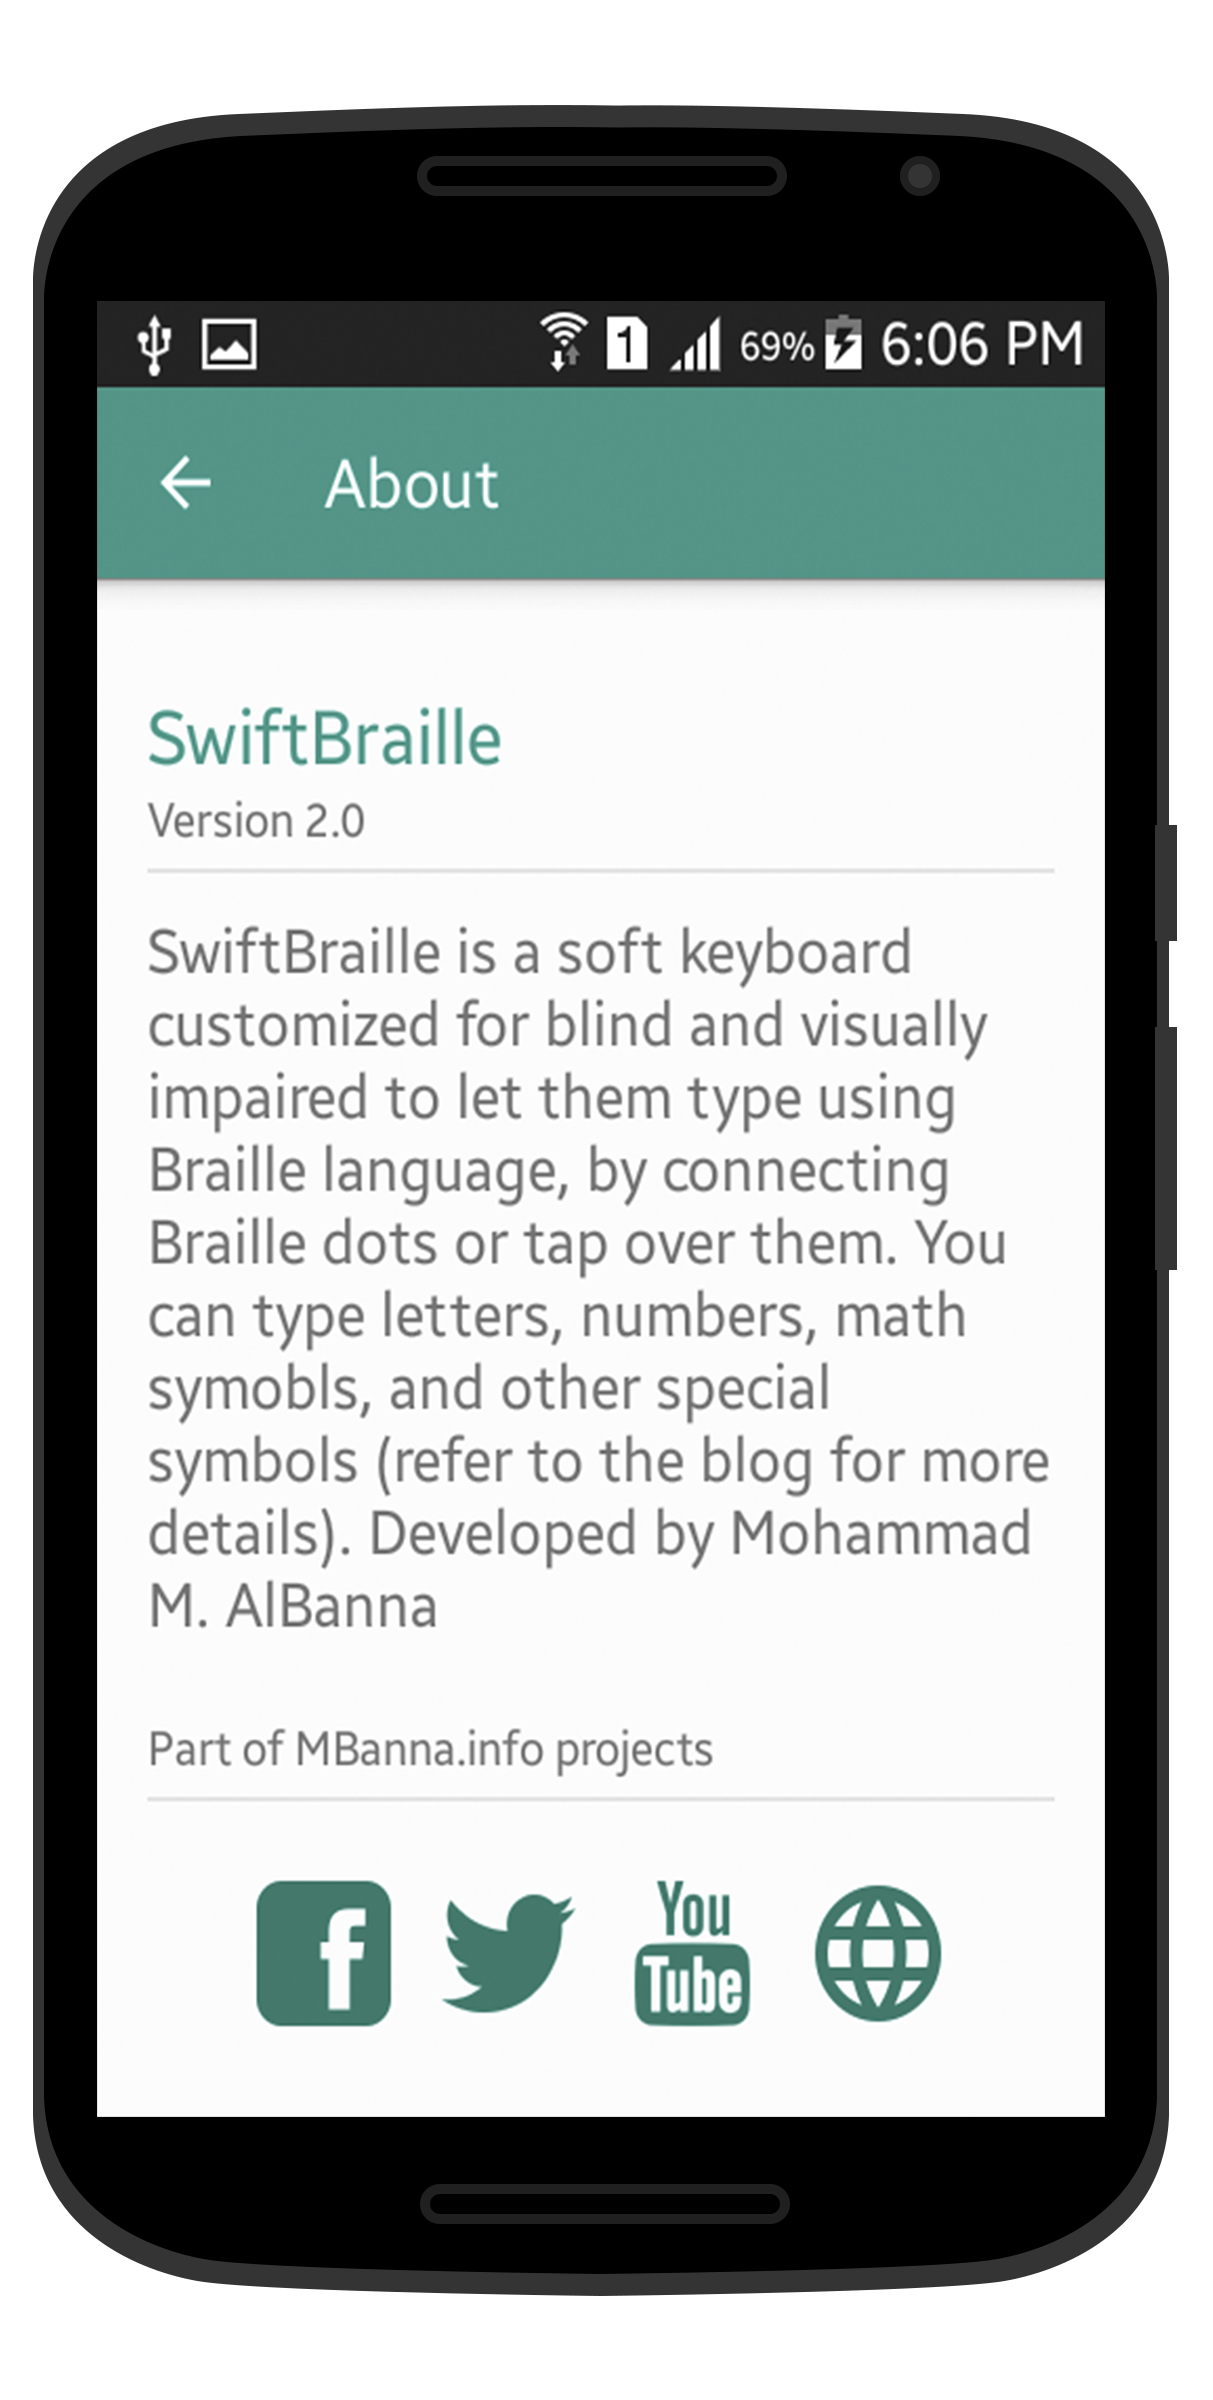 1 69% 6:06 PM
About
SwiftBraille
Version 2.0
SwiftBraille is a soft keyboard
customized for blind and visually
impaired to let them type using
Braille language, by connecting
Braille dots or tap over them. You
can type letters, numbers, math
symobls, and other special
symbols (refer to the blog for more
details). Developed by Mohammad
M. AlBanna
Part of MBanna.info projects
f
You
Tube